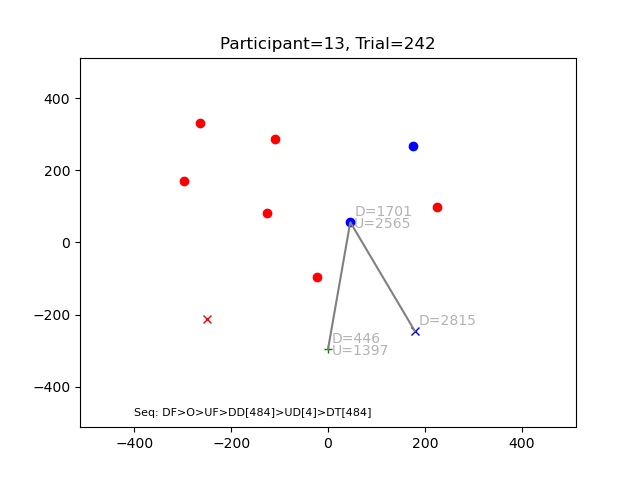 Participant=13, Trial=242
400
200
0
−200
−400
D=1701
U=2565
D=2815
D=446
U=1397
Seq: DF>O>UF>DD[484]>UD[4]>DT[484]
−400
−200
0
200
400